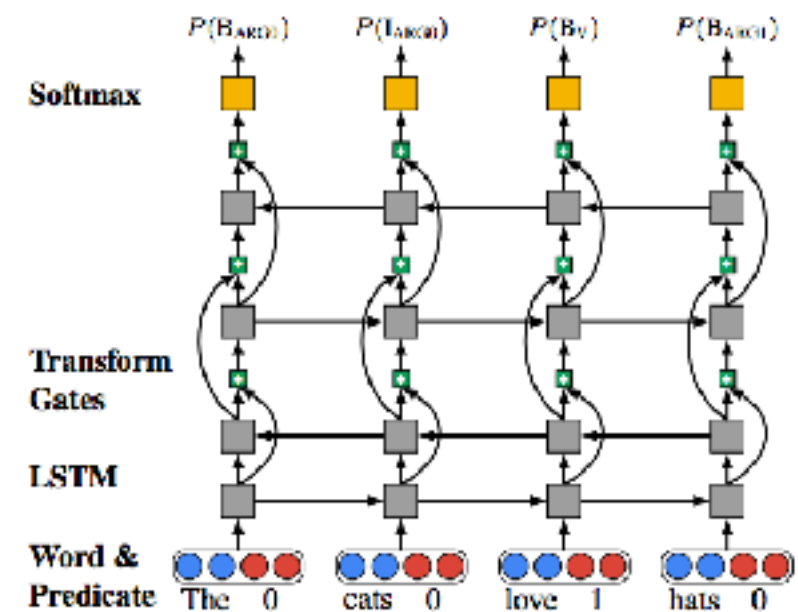 P(B_ARG0) P(I_ARG0) P(B_V) P(B_ARG1)
Softmax
+ + + +
+ + + +
Transform
Gates
+ + + +
LSTM
Word &
Predicate
The 0 cats 0 love 1 hats 0